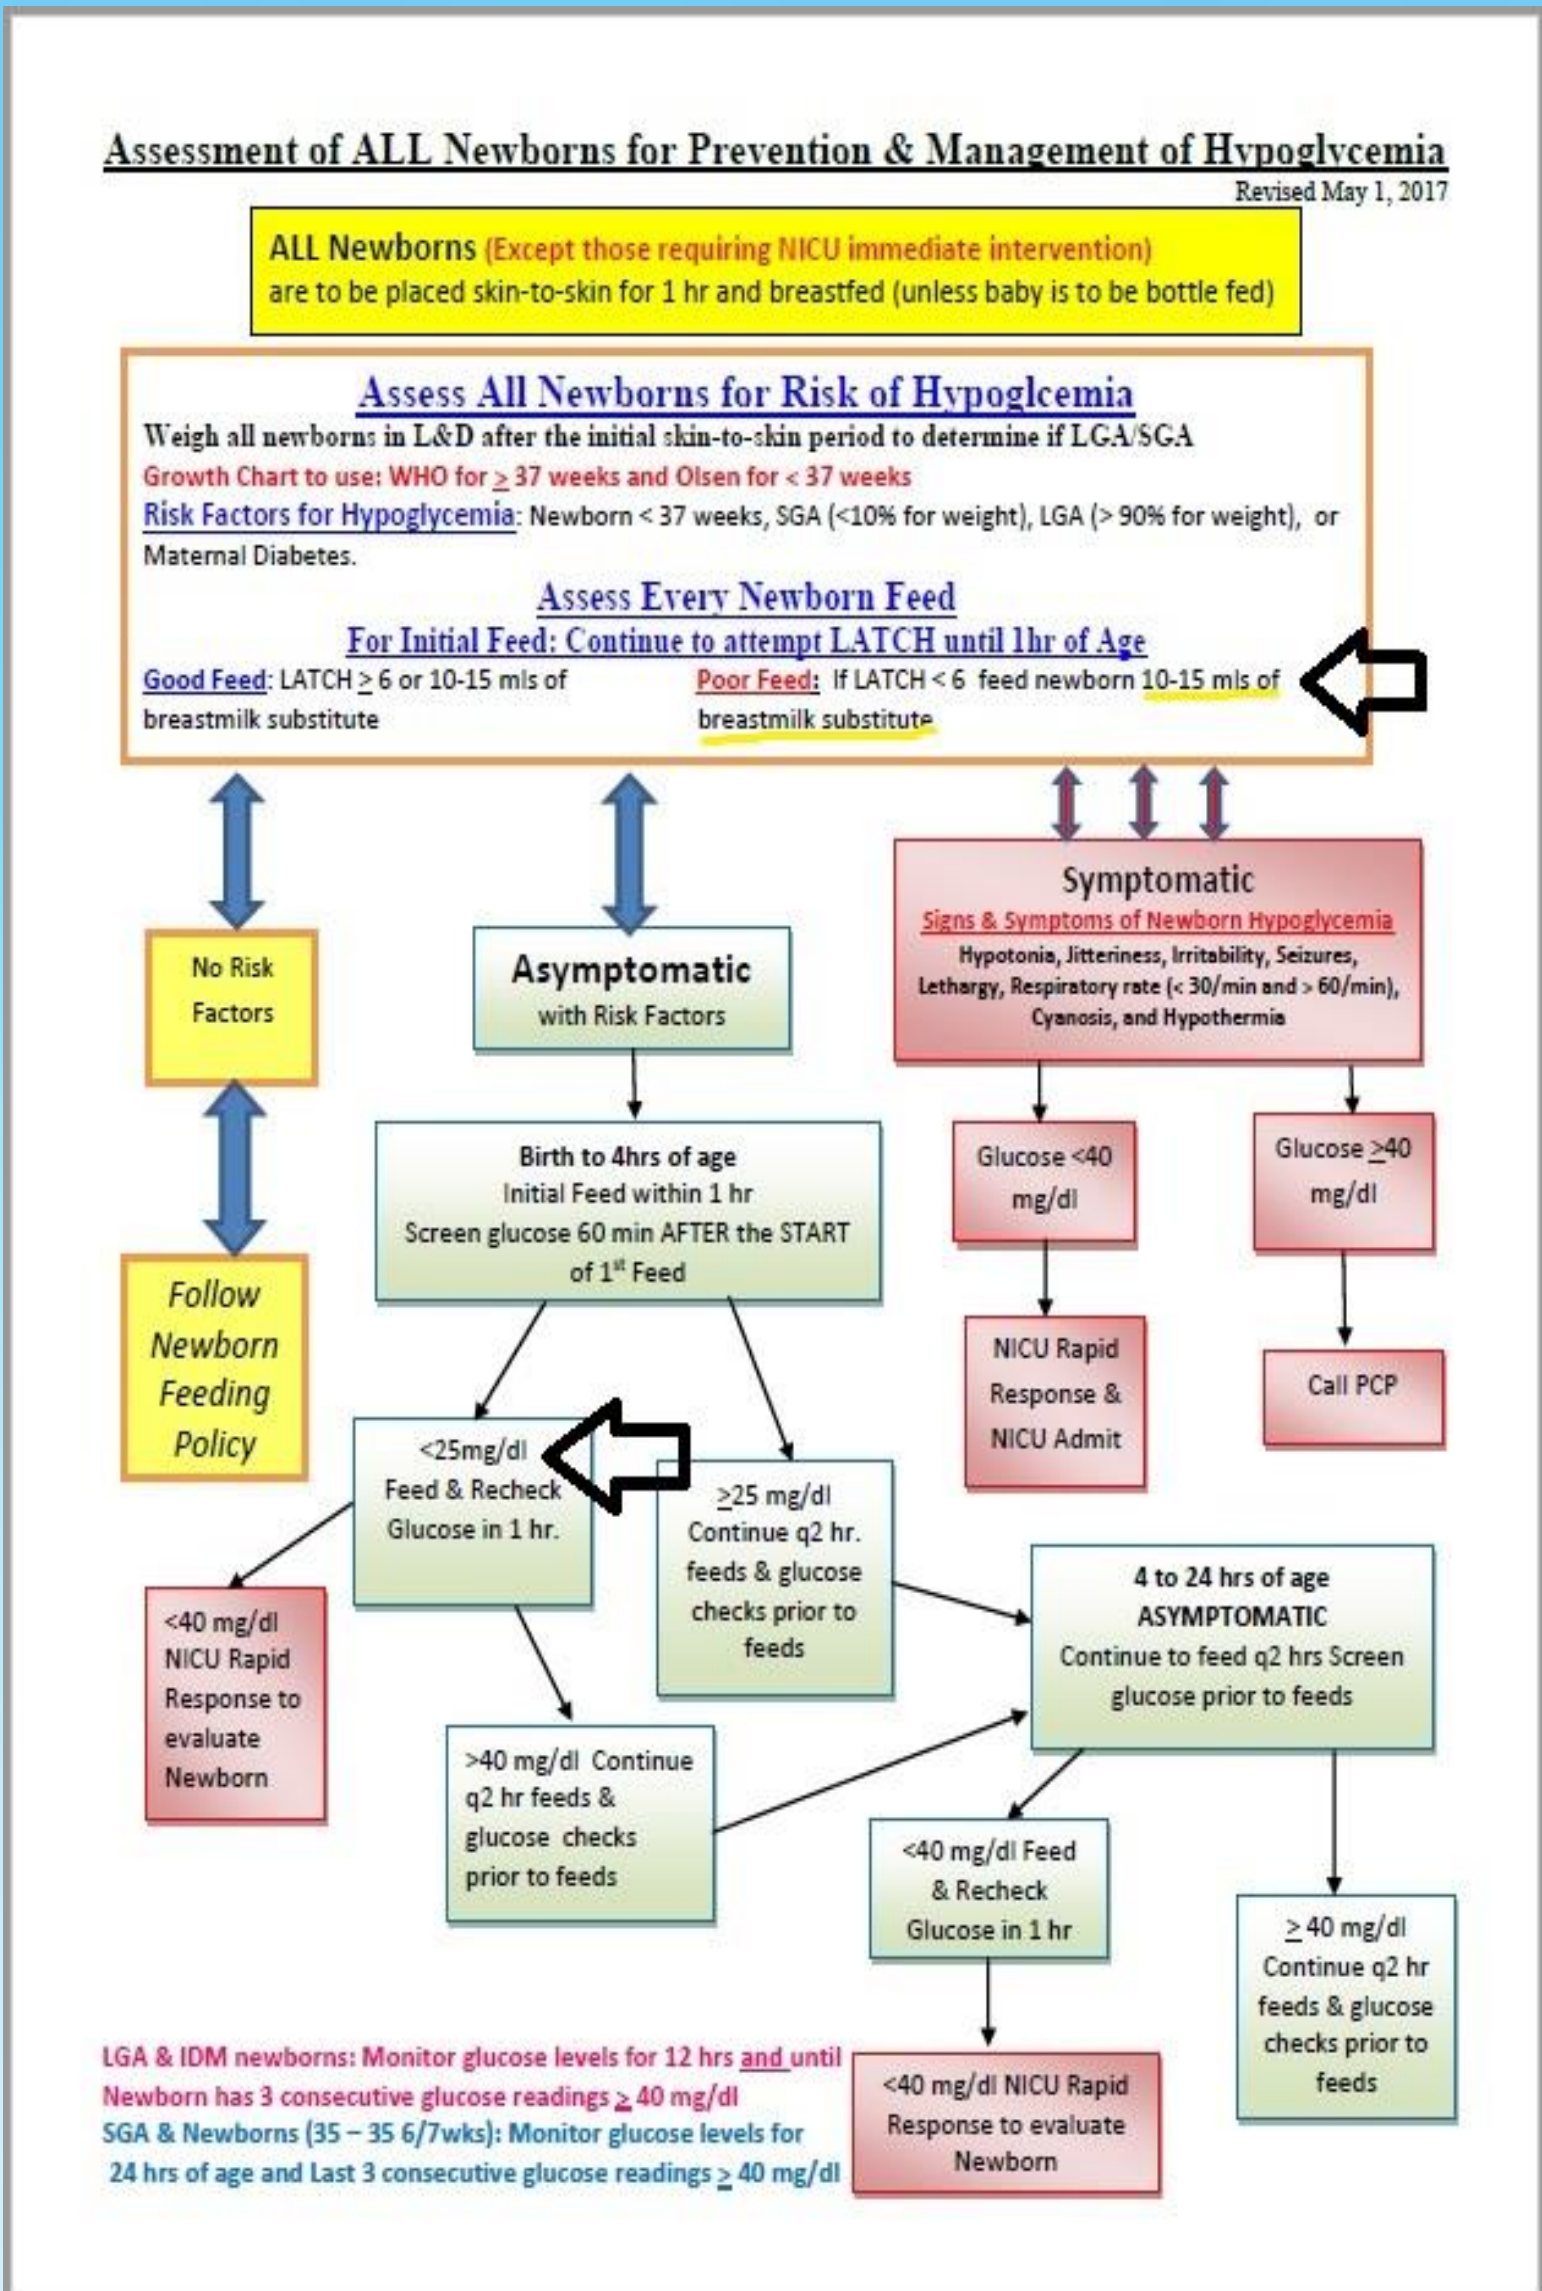 Assessment of ALL Newborns for Prevention & Management of Hypoglycemia
Revised May 1, 2017
ALL Newborns (Except those requiring NICU immediate intervention)
are to be placed skin-to-skin for 1 hr and breastfed (unless baby is to be bottle fed)
Assess All Newborns for Risk of Hypoglcemia
Weigh all newborns in L&D after the initial skin-to-skin period to determine if LGA/SGA
Growth Chart to use: WHO for ≥ 37 weeks and Olsen for < 37 weeks
Risk Factors for Hypoglycemia: Newborn < 37 weeks, SGA (<10% for weight), LGA (> 90% for weight), or
Maternal Diabetes.
Assess Every Newborn Feed
For Initial Feed: Continue to attempt LATCH until 1hr of Age
Good Feed: LATCH ≥ 6 or 10-15 mls of
breastmilk substitute
Poor Feed: If LATCH < 6 feed newborn 10-15 mls of
breastmilk substitute
No Risk
Factors
Follow
Newborn
Feeding
Policy
Asymptomatic
with Risk Factors
Symptomatic
Signs & Symptoms of Newborn Hypoglycemia
Hypotonia, Jitteriness, Irritability, Seizures,
Lethargy, Respiratory rate (< 30/min and > 60/min),
Cyanosis, and Hypothermia
Birth to 4hrs of age
Initial Feed within 1 hr
Screen glucose 60 min AFTER the START
of 1st Feed
Glucose <40
mg/dl
Glucose ≥40
mg/dl
NICU Rapid
Response &
NICU Admit
Call PCP
<25mg/dl
Feed & Recheck
Glucose in 1 hr.
≥25 mg/dl
Continue q2 hr.
feeds & glucose
checks prior to
feeds
<40 mg/dl
NICU Rapid
Response to
evaluate
Newborn
>40 mg/dl Continue
q2 hr feeds &
glucose checks
prior to feeds
4 to 24 hrs of age
ASYMPTOMATIC
Continue to feed q2 hrs Screen
glucose prior to feeds
<40 mg/dl Feed
& Recheck
Glucose in 1 hr
≥ 40 mg/dl
Continue q2 hr
feeds & glucose
checks prior to
feeds
<40 mg/dl NICU Rapid
Response to evaluate
Newborn
LGA & IDM newborns: Monitor glucose levels for 12 hrs and until
Newborn has 3 consecutive glucose readings ≥ 40 mg/dl
SGA & Newborns (35 – 35 6/7wks): Monitor glucose levels for
24 hrs of age and Last 3 consecutive glucose readings ≥ 40 mg/dl